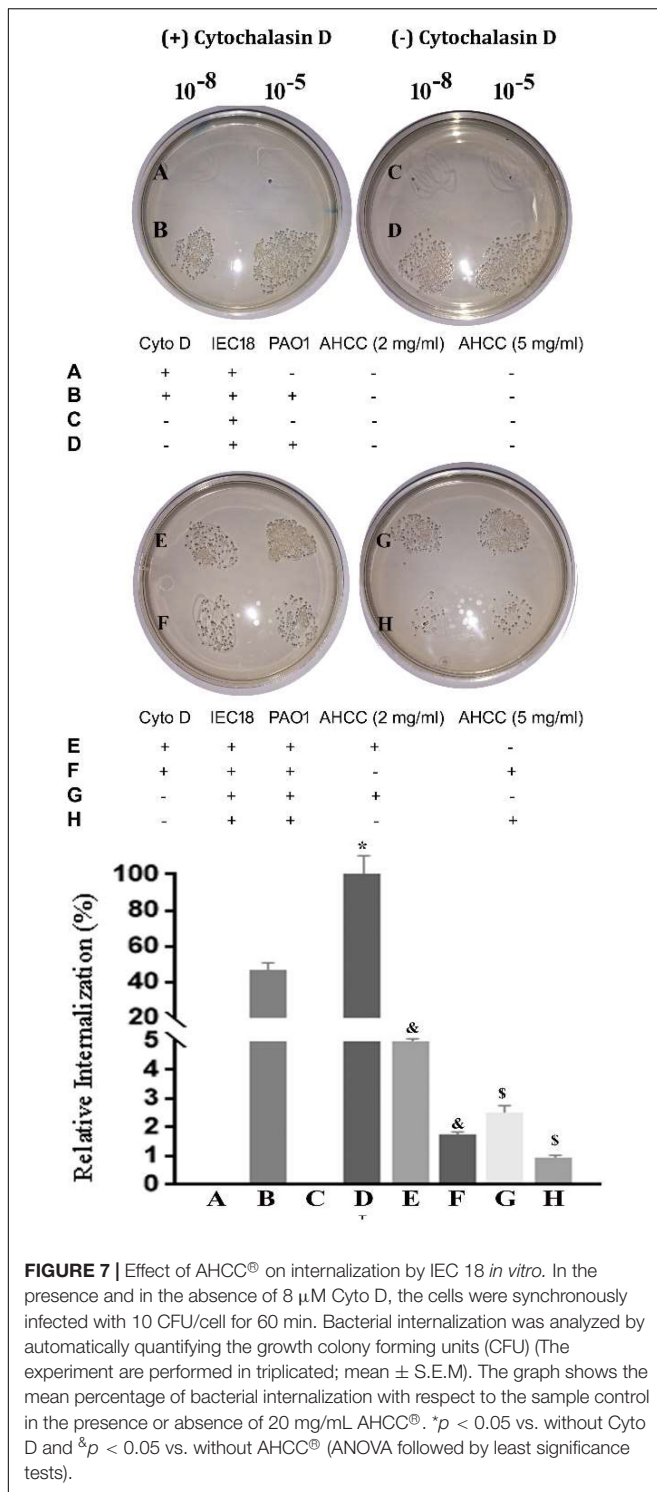 (+) Cytochalasin D (-) Cytochalasin D
10-8 10-5 10-8 10-5
A C
B D
Cyto D IEC18 PAO1 AHCC (2 mg/ml) AHCC (5 mg/ml)
A + + - - -
B + + + - -
C - + - - -
D - + + - -
E G
F H
Cyto D IEC18 PAO1 AHCC (2 mg/ml) AHCC (5 mg/ml)
E + + + + -
F + + + - +
G - + + + -
H - + + - +
Relative Internalization (%)
100
80
60
40
20
5
4
3
2
1
0
* & & $ $
A B C D E F G H
FIGURE 7 | Effect of AHCC® on internalization by IEC 18 in vitro. In the
presence and in the absence of 8 μM Cyto D, the cells were synchronously
infected with 10 CFU/cell for 60 min. Bacterial internalization was analyzed by
automatically quantifying the growth colony forming units (CFU) (The
experiment are performed in triplicated; mean ± S.E.M). The graph shows the
mean percentage of bacterial internalization with respect to the sample control
in the presence or absence of 20 mg/mL AHCC®. *p < 0.05 vs. without Cyto
D and &p < 0.05 vs. without AHCC® (ANOVA followed by least significance
tests).